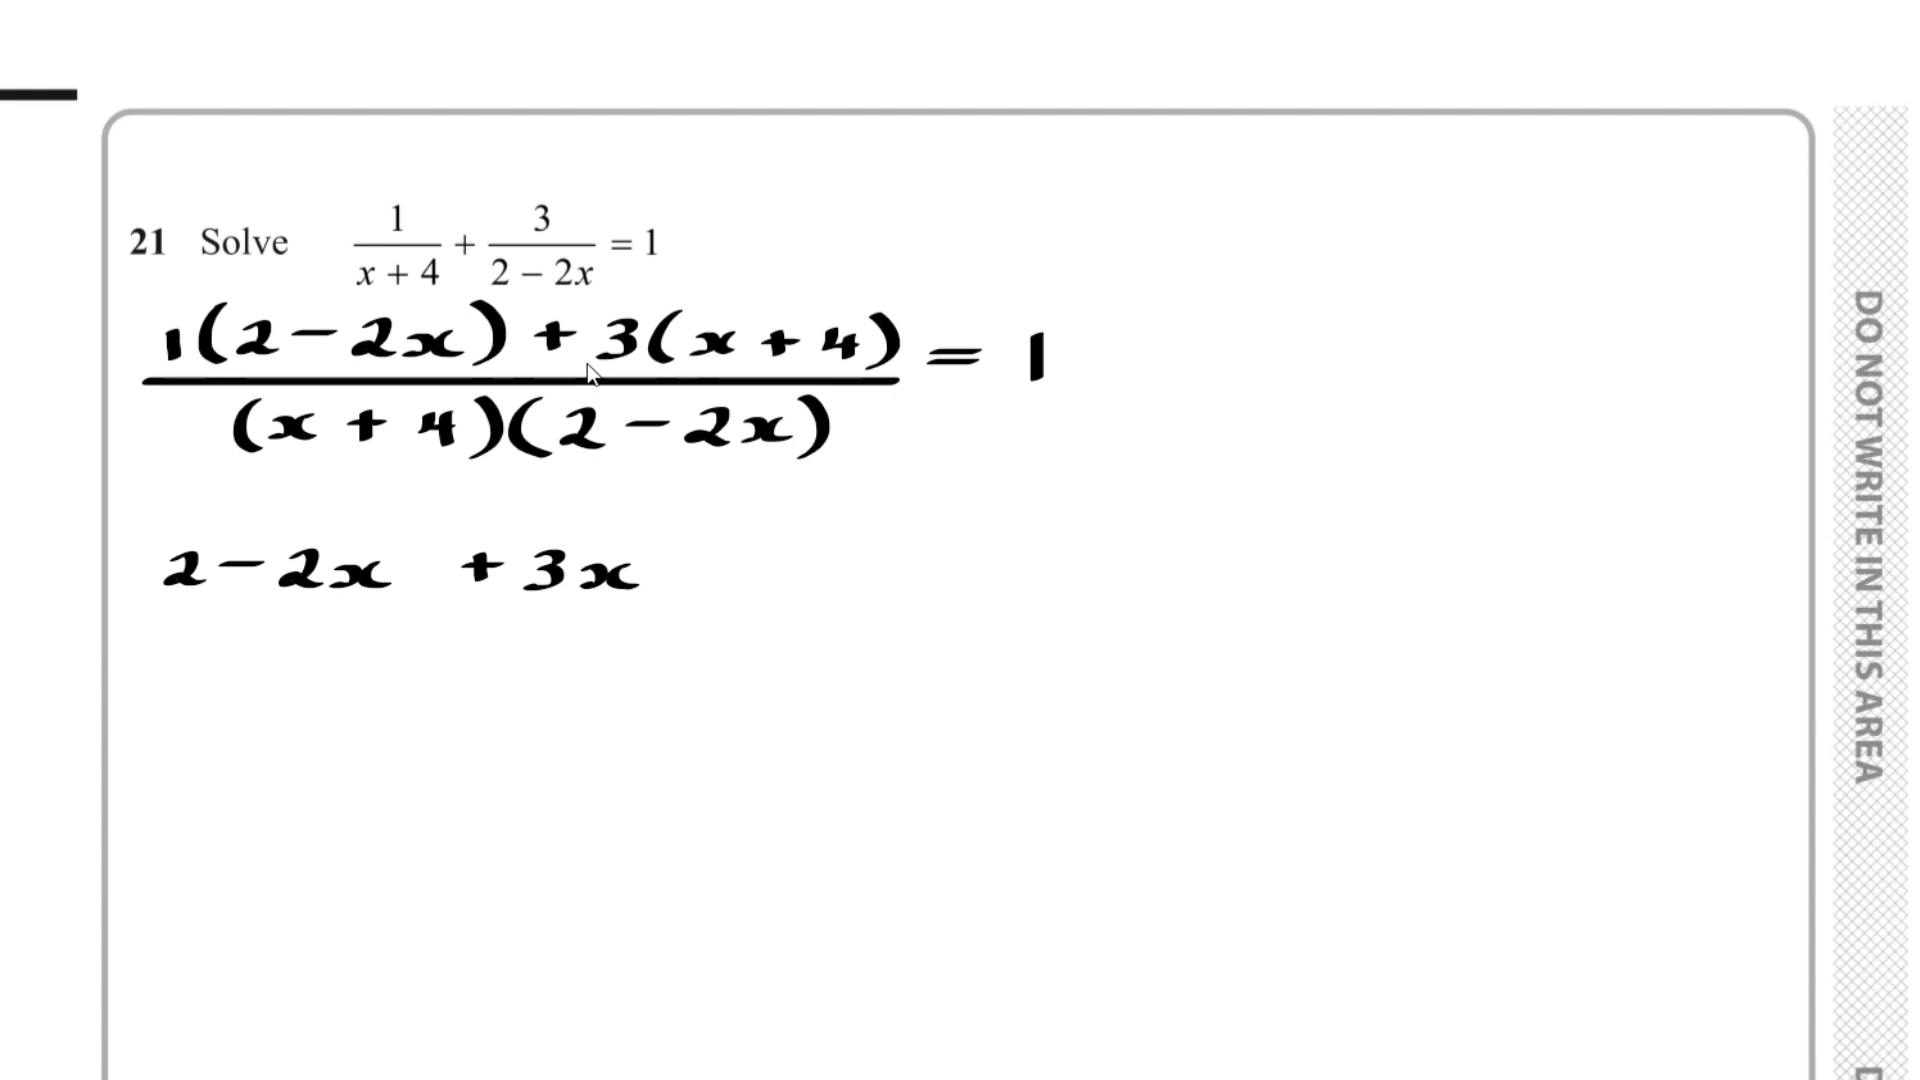 21 Solve 1/(x + 4) + 3/(2 − 2x) = 1
(1(2 − 2x) + 3(x + 4))/((x + 4)(2 − 2x)) = 1
2 − 2x + 3x
DO NOT WRITE IN THIS AREA